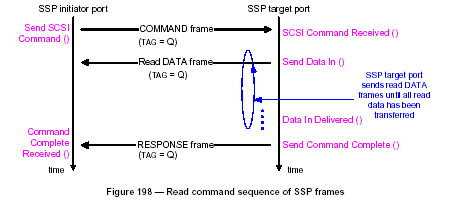 SSP initiator port
SSP target port
Send SCSI
Command ()
COMMAND frame
(TAG = Q)
SCSI Command Received ()
Read DATA frame
(TAG = Q)
Send Data In ()
SSP target port
sends read DATA
frames until all read
data has been
transferred
Data In Delivered ()
Command
Complete
Received ()
RESPONSE frame
(TAG = Q)
Send Command Complete ()
time
time
Figure 198 — Read command sequence of SSP frames